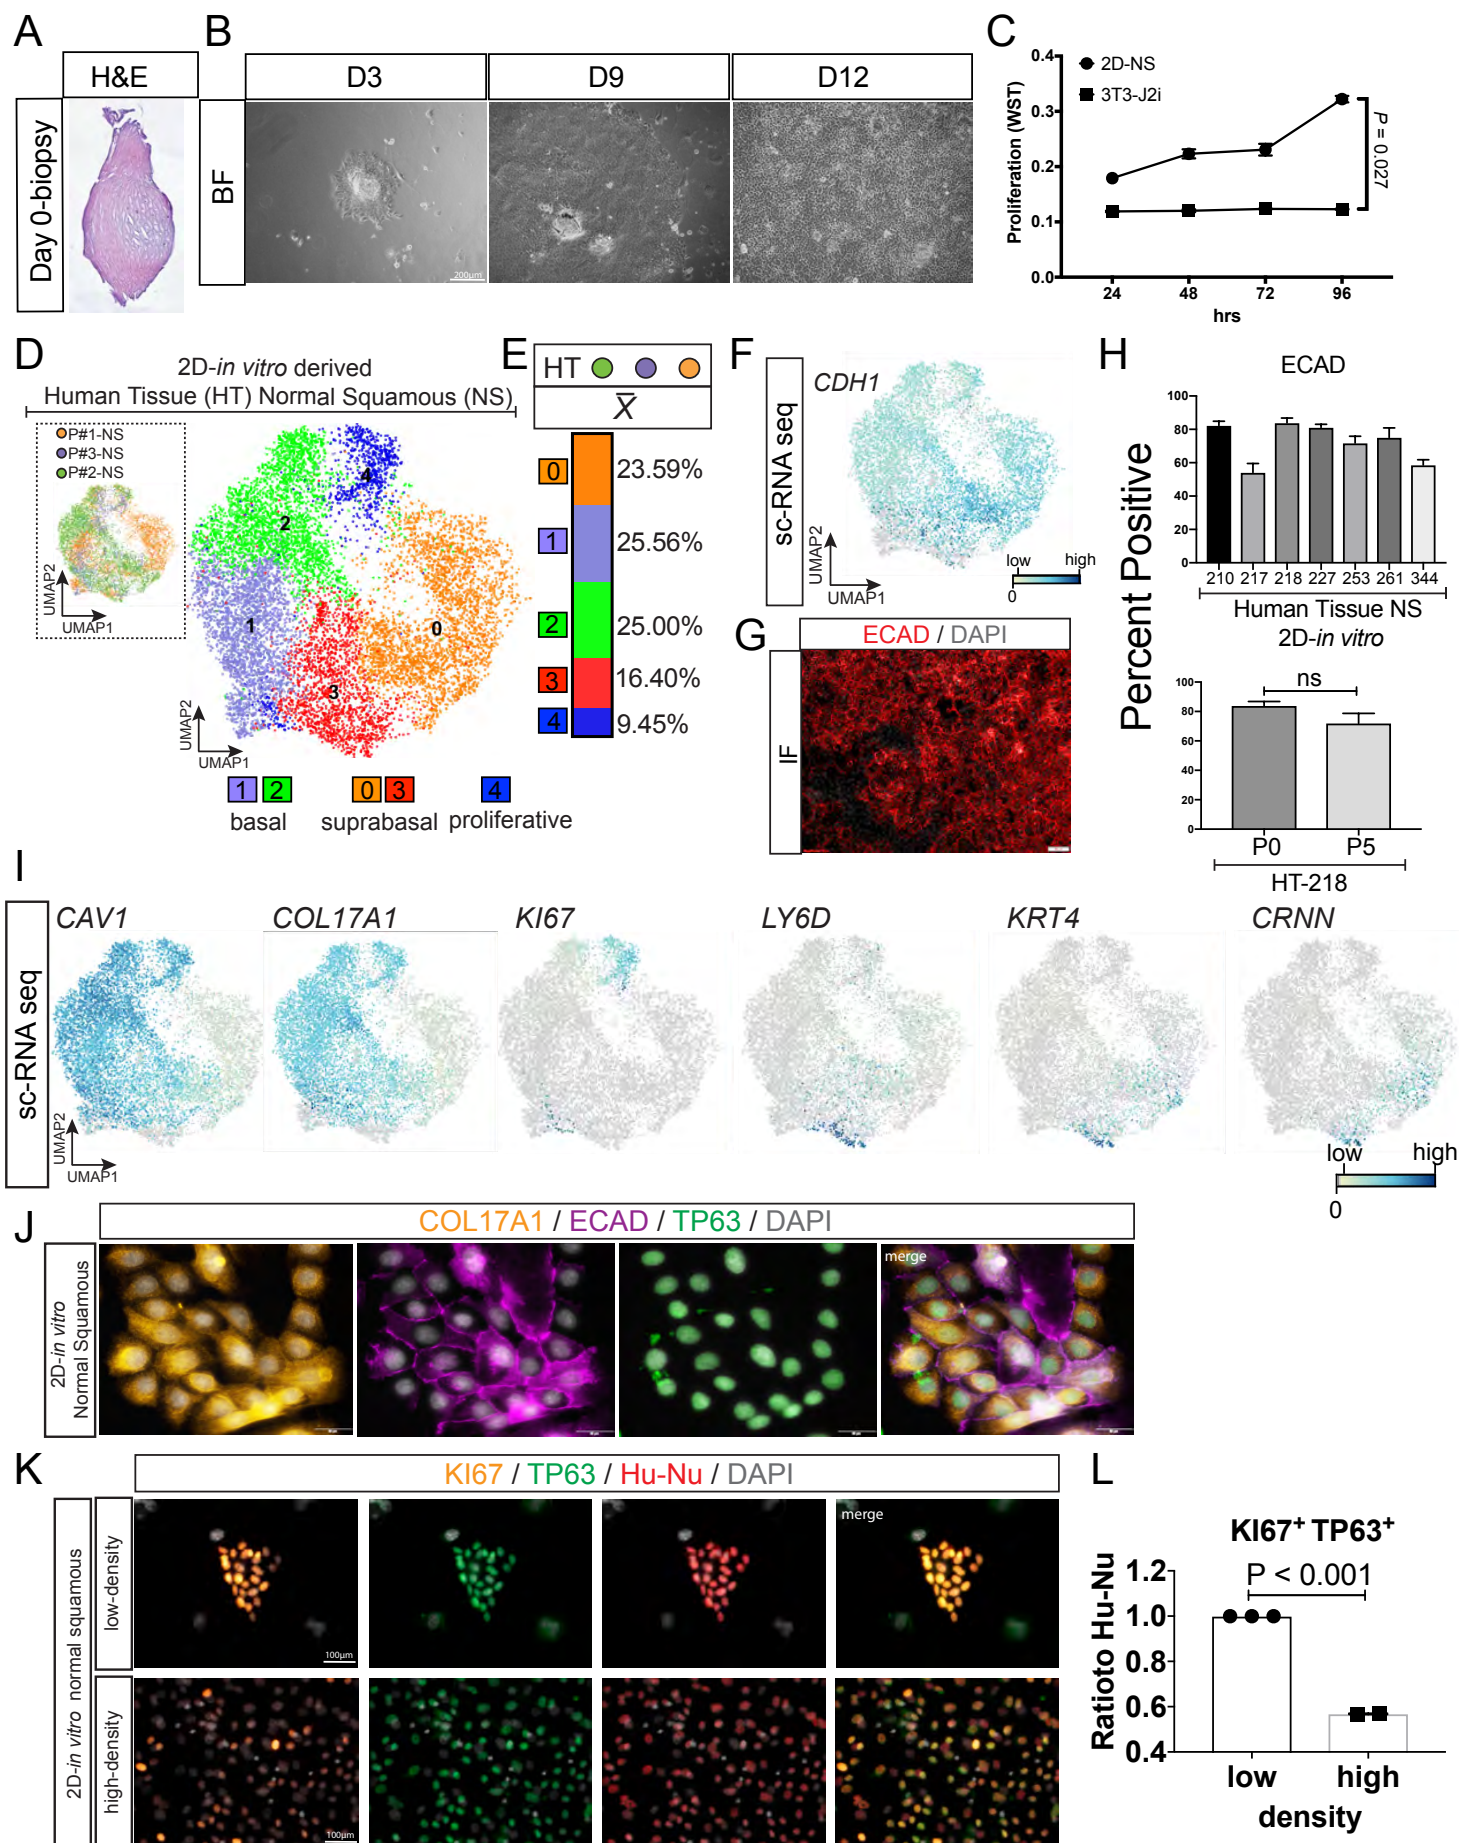 A
H&E
Day 0-biopsy
B
D3
D9
D12
BF
200µm
C
2D-NS
3T3-J2i
Proliferation (WST)
0.4
0.3
0.2
0.1
0.0
24
48
72
96
hrs
P = 0.027
D
2D-in vitro derived
Human Tissue (HT) Normal Squamous (NS)
P#1-NS
P#3-NS
P#2-NS
UMAP2
UMAP1
0
1
2
3
4
UMAP2
UMAP1
1 2
0 3
4
basal
suprabasal
proliferative
E
HT
X̅
0 23.59%
1 25.56%
2 25.00%
3 16.40%
4 9.45%
F
sc-RNA seq
CDH1
UMAP2
UMAP1
low
high
0
G
ECAD / DAPI
IF
H
ECAD
Percent Positive
100
80
60
40
20
0
210 217 218 227 253 261 344
Human Tissue NS
2D-in vitro
100
80
60
40
20
0
ns
P0
P5
HT-218
I
sc-RNA seq
CAV1
COL17A1
KI67
LY6D
KRT4
CRNN
UMAP2
UMAP1
low
high
0
J
COL17A1 / ECAD / TP63 / DAPI
2D-in vitro
Normal Squamous
merge
K
KI67 / TP63 / Hu-Nu / DAPI
2D-in vitro normal squamous
low-density
high-density
merge
100µm
100µm
L
KI67+ TP63+
P < 0.001
Ratioto Hu-Nu
1.2
1.0
0.8
0.6
0.4
low
high
density